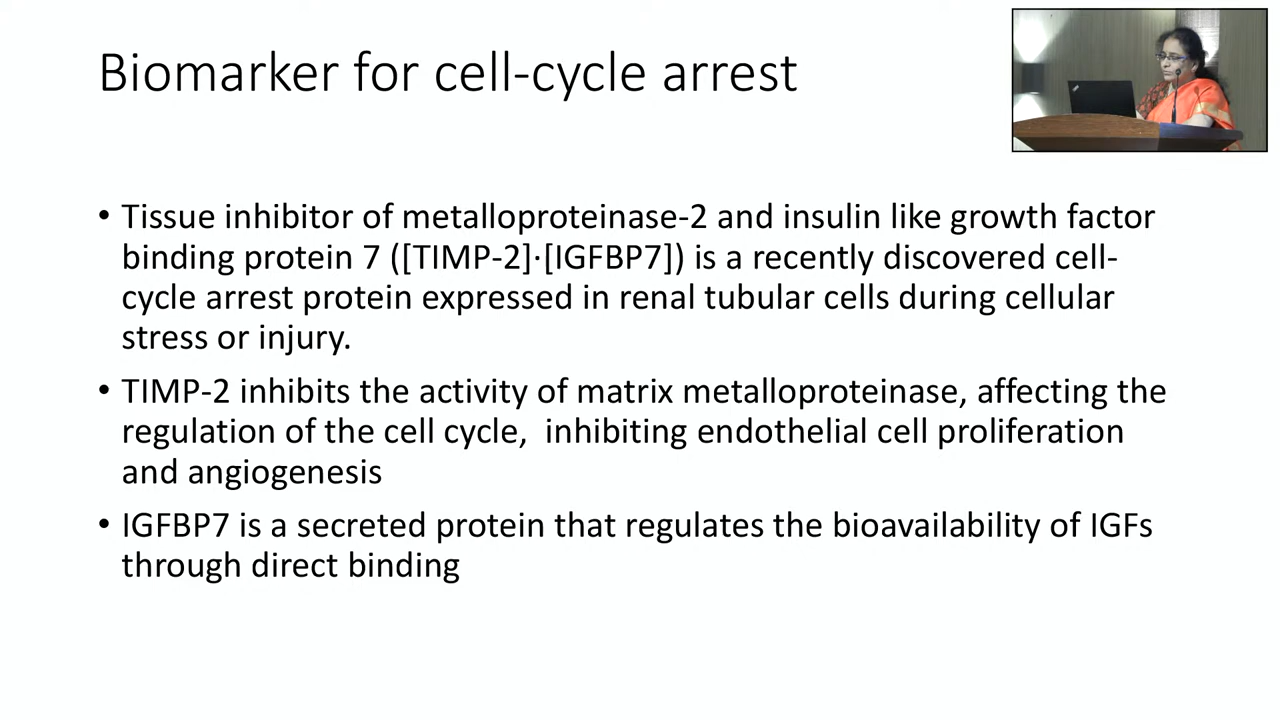 Biomarker for cell-cycle arrest
• Tissue inhibitor of metalloproteinase-2 and insulin like growth factor
binding protein 7 ([TIMP-2]·[IGFBP7]) is a recently discovered cell-
cycle arrest protein expressed in renal tubular cells during cellular
stress or injury.
• TIMP-2 inhibits the activity of matrix metalloproteinase, affecting the
regulation of the cell cycle,  inhibiting endothelial cell proliferation
and angiogenesis
• IGFBP7 is a secreted protein that regulates the bioavailability of IGFs
through direct binding